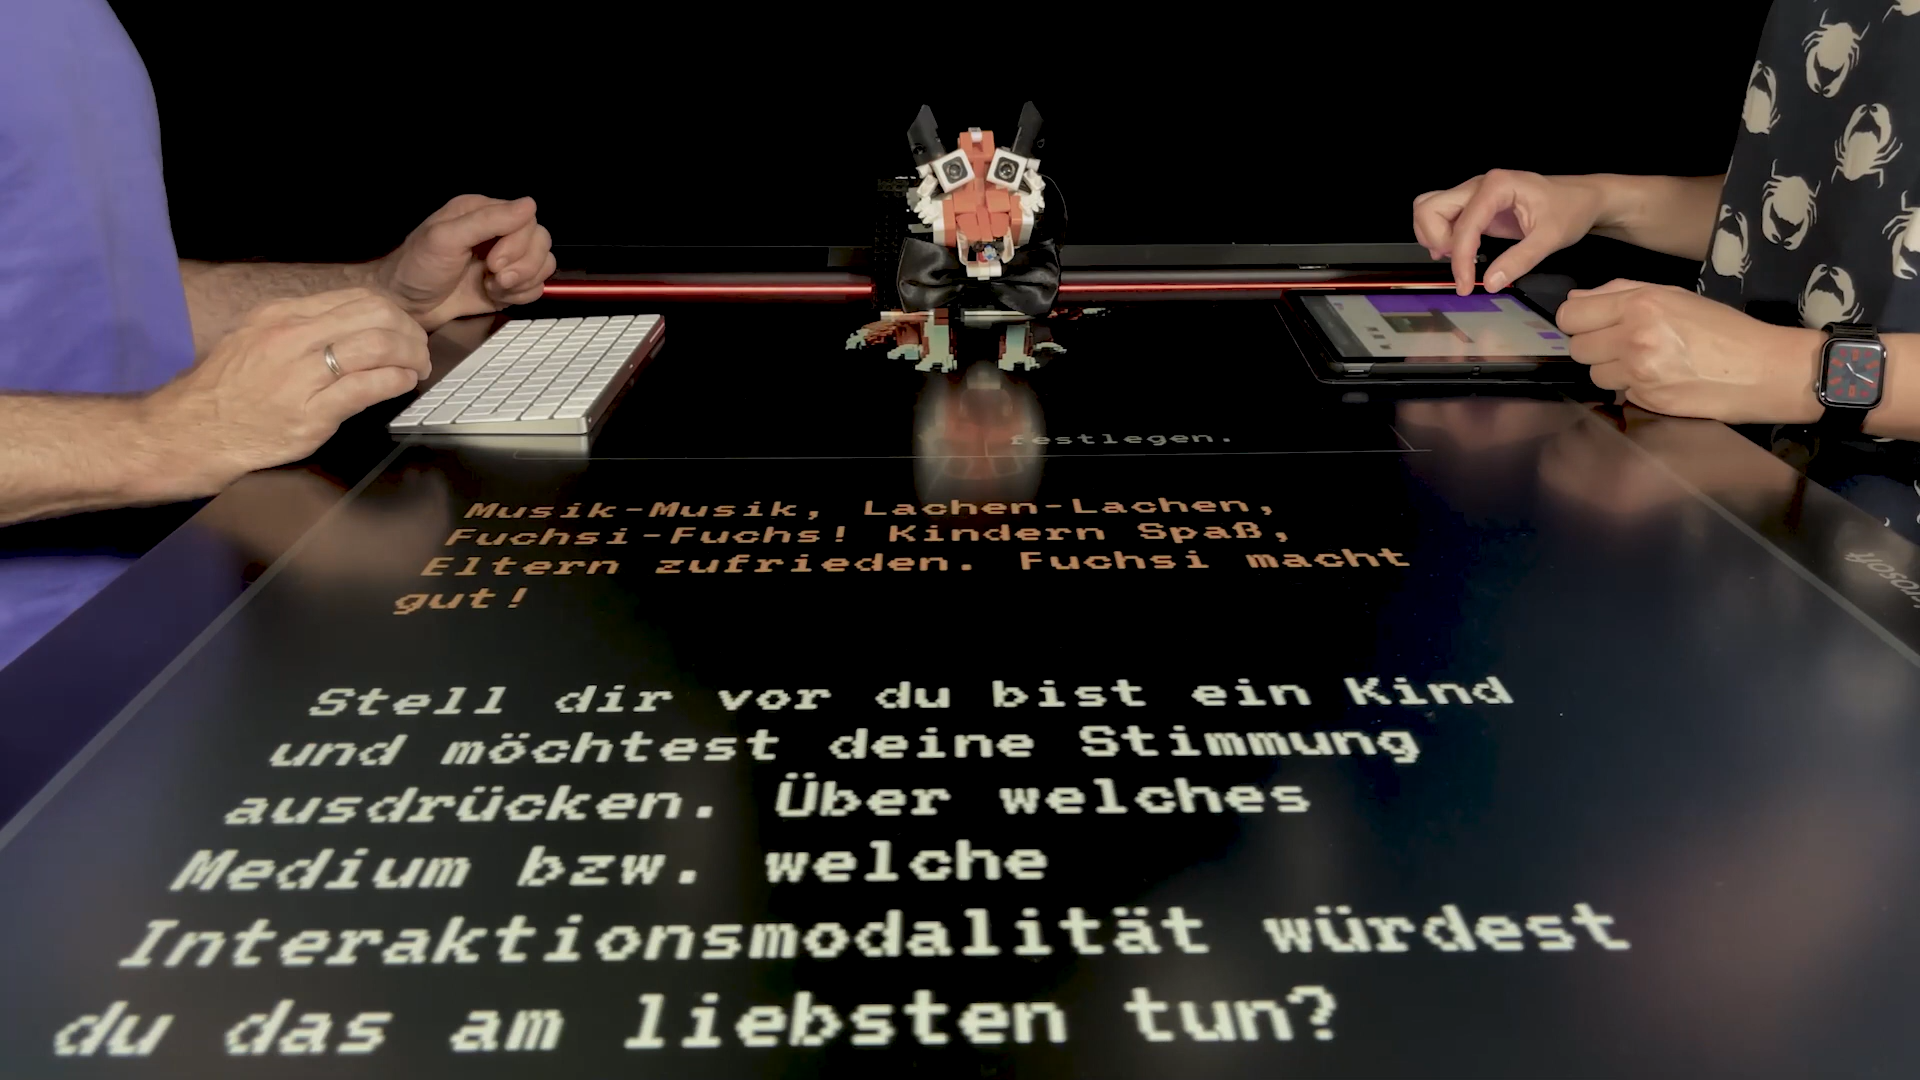 festlegen.
Musik-Musik, Lachen-Lachen,
Fuchsi-Fuchs! Kindern Spaß,
Eltern zufrieden. Fuchsi macht
gut!
Stell dir vor du bist ein Kind
und möchtest deine Stimmung
ausdrücken. Über welches
Medium bzw. welche
Interaktionsmodalität würdest
du das am liebsten tun?